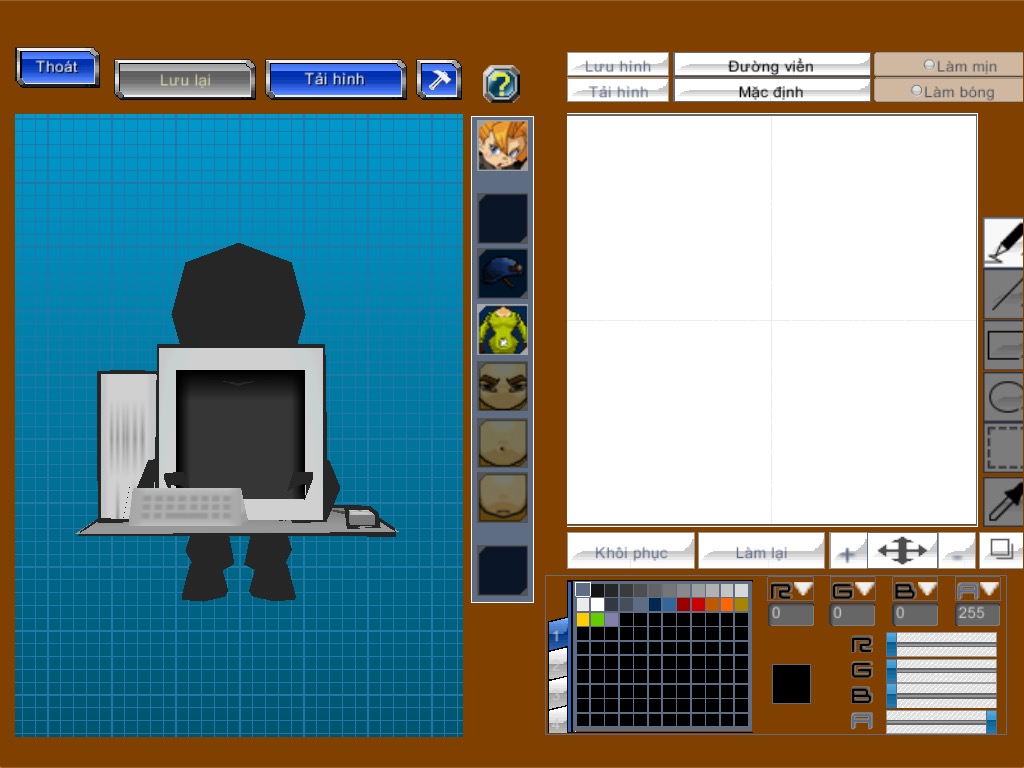 Thoát
Lưu lại
Tải hình
?
Lưu hình
Đường viền
Làm mịn
Tải hình
Mặc định
Làm bóng
Khôi phục
Làm lại
+
-
R
G
B
A
0
0
0
255
1
R
G
B
A